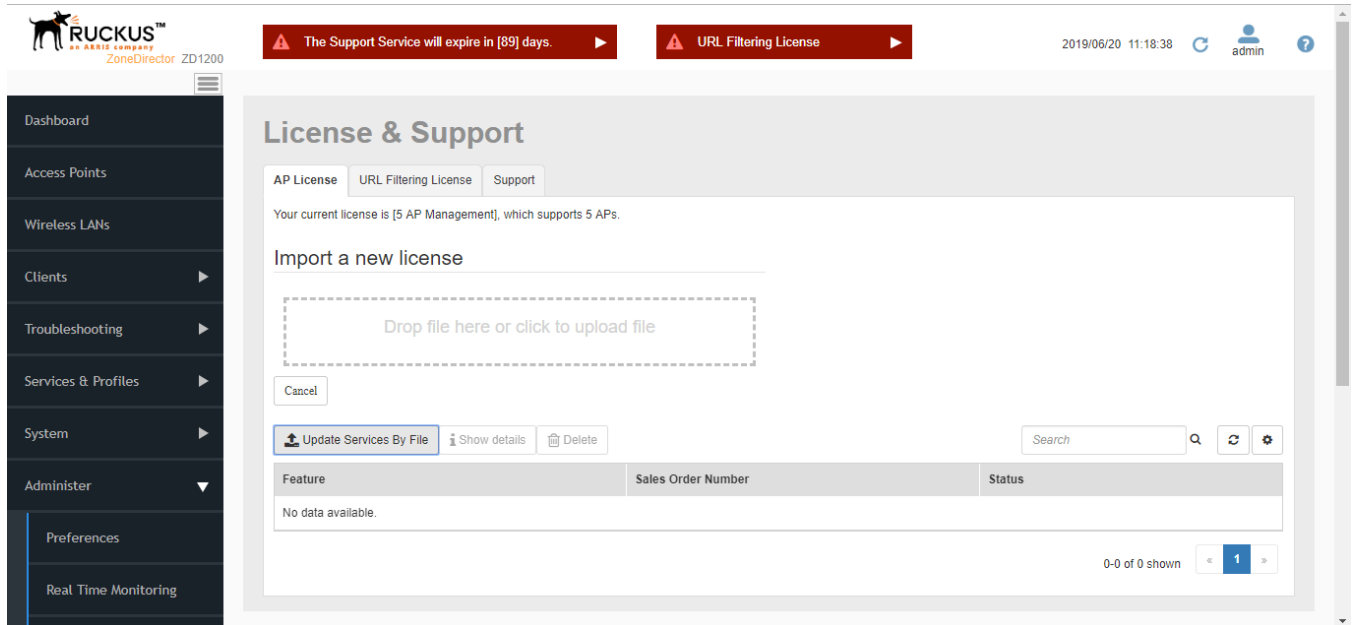 RUCKUS™
an ARRIS company
ZoneDirector ZD1200
The Support Service will expire in [89] days.
URL Filtering License
2019/06/20 11:18:38
admin
?
Dashboard
Access Points
Wireless LANs
Clients
Troubleshooting
Services & Profiles
System
Administer
Preferences
Real Time Monitoring
License & Support
AP License
URL Filtering License
Support
Your current license is [5 AP Management], which supports 5 APs.
Import a new license
Drop file here or click to upload file
Cancel
Update Services By File
Show details
Delete
Search
Feature
Sales Order Number
Status
No data available.
0-0 of 0 shown
« 1 »